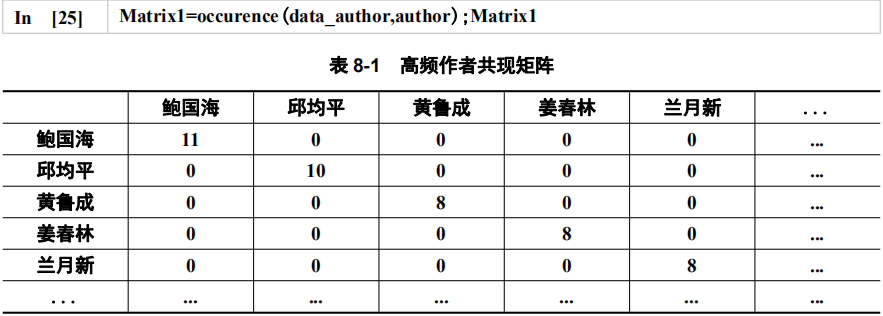 In [25] Matrix1=occurence(data_author,author);Matrix1
表 8-1 高频作者共现矩阵
鲍国海 邱均平 黄鲁成 姜春林 兰月新 ...
鲍国海 11 0 0 0 0 ...
邱均平 0 10 0 0 0 ...
黄鲁成 0 0 8 0 0 ...
姜春林 0 0 0 8 0 ...
兰月新 0 0 0 0 8 ...
... ... ... ... ... ... ...